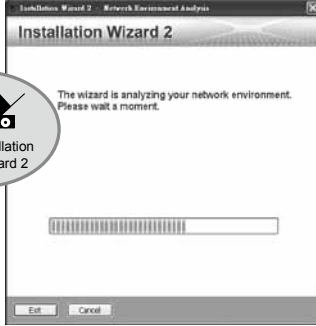 Installation Wizard 2 - Network Environment Analysis
Installation Wizard 2
The wizard is analyzing your network environment.
Please wait a moment.
llation
ard 2
Exit
Cancel